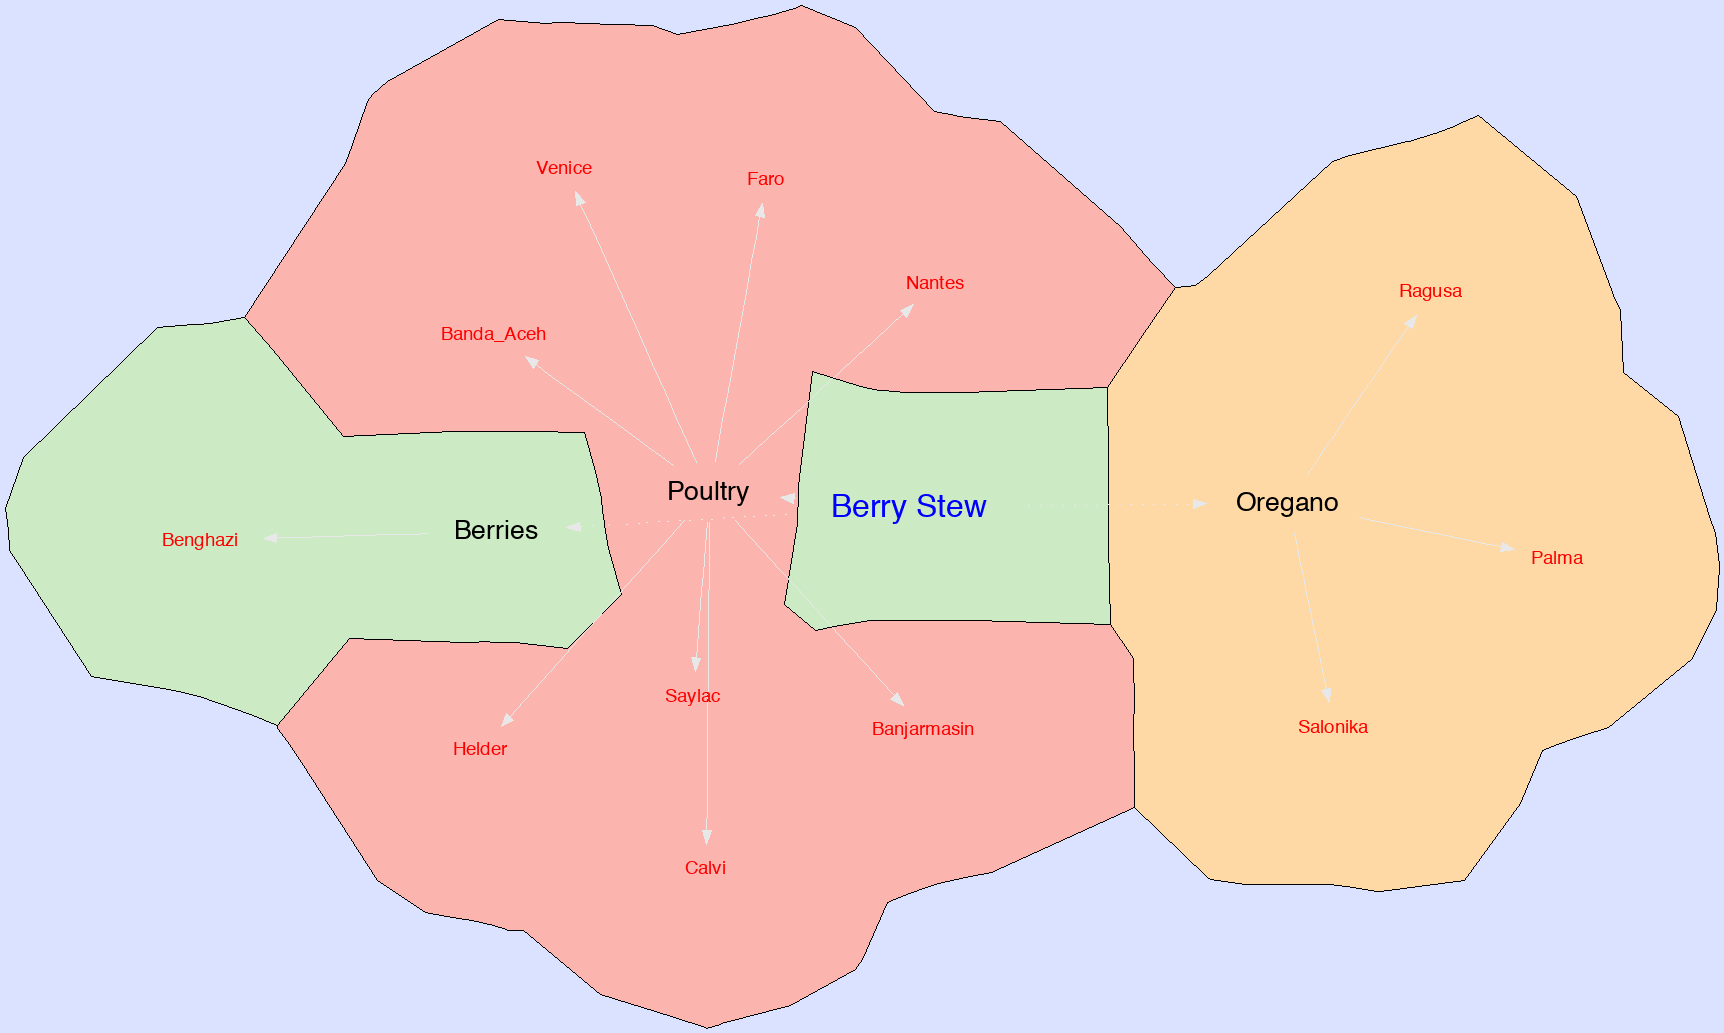 Venice
Faro
Nantes
Ragusa
Banda_Aceh
Poultry
Berry Stew
Oregano
Berries
Benghazi
Palma
Saylac
Banjarmasin
Salonika
Helder
Calvi